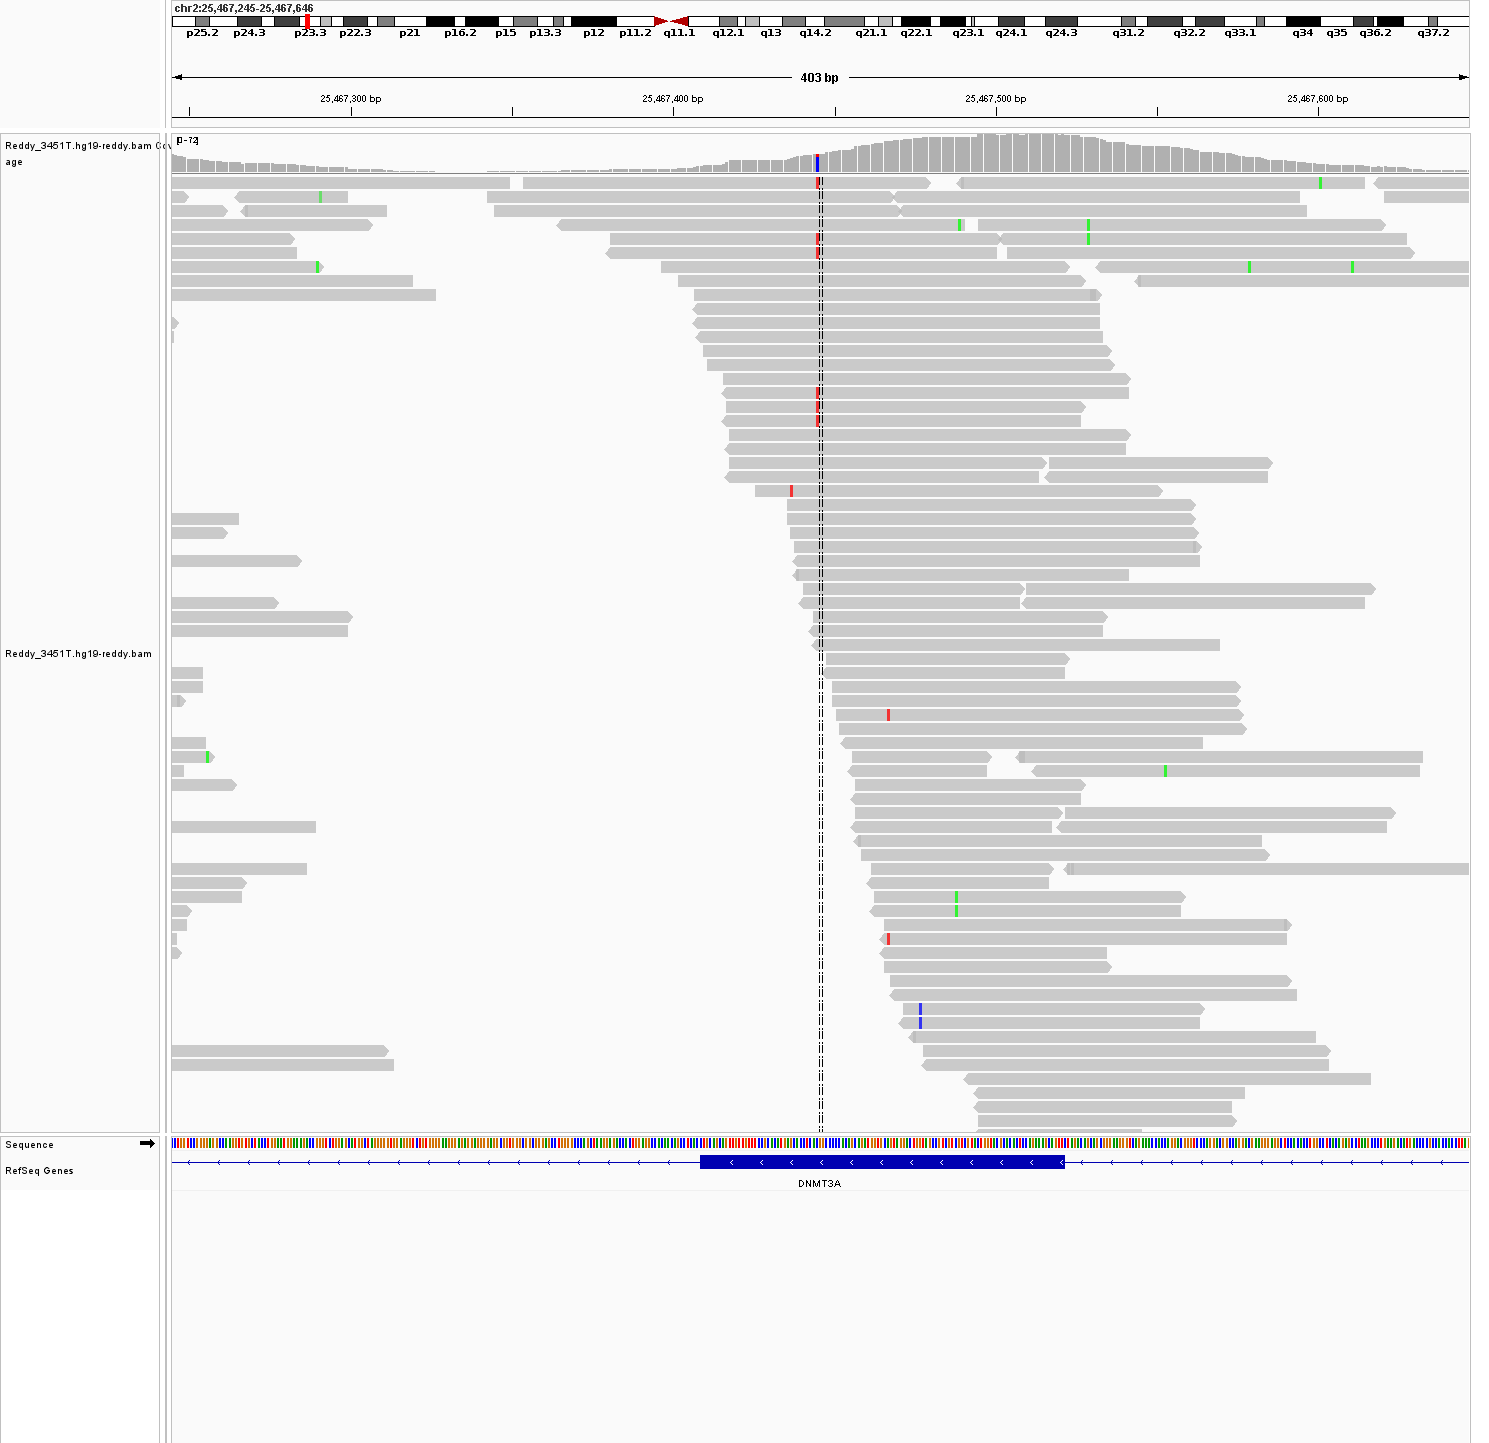 chr2:25,467,245-25,467,646
p25.2 p24.3 p23.3 p22.3 p21 p16.2 p15 p13.3 p12 p11.2 q11.1 q12.1 q13 q14.2 q21.1 q22.1 q23.1 q24.1 q24.3 q31.2 q32.2 q33.1 q34 q35 q36.2 q37.2
403 bp
25,467,300 bp 25,467,400 bp 25,467,500 bp 25,467,600 bp
[0-72]
Reddy_3451T.hg19-reddy.bam Cov
age
Reddy_3451T.hg19-reddy.bam
Sequence
RefSeq Genes
DNMT3A